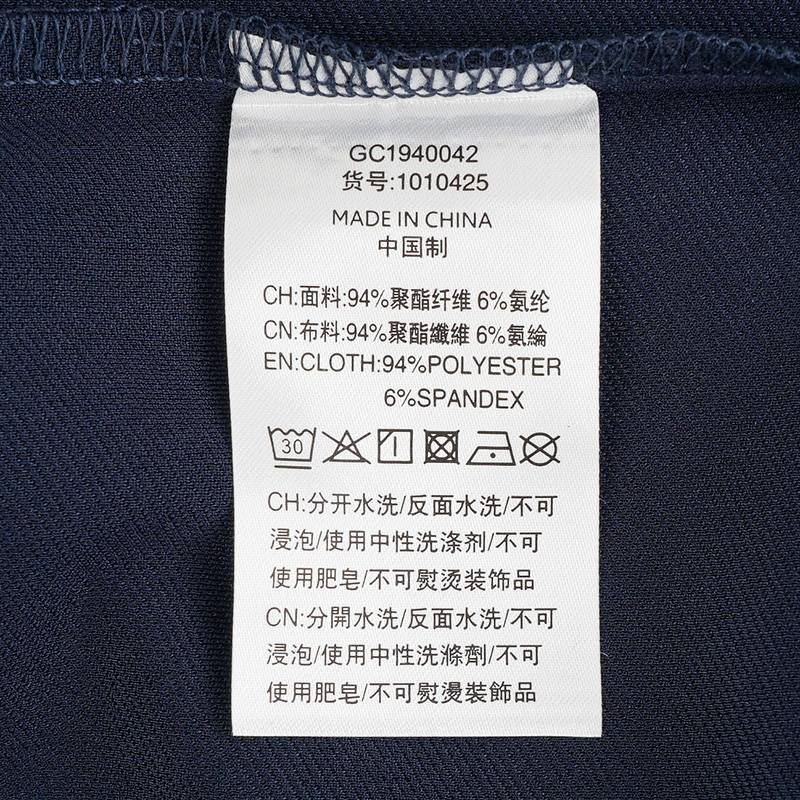 GC1940042
货号:1010425
MADE IN CHINA
中国制
CH:面料:94%聚酯纤维 6%氨纶
CN:布料:94%聚酯纖維 6%氨綸
EN:CLOTH:94%POLYESTER
6%SPANDEX
30
CH:分开水洗/反面水洗/不可
浸泡/使用中性洗涤剂/不可
使用肥皂/不可熨烫装饰品
CN:分開水洗/反面水洗/不可
浸泡/使用中性洗滌劑/不可
使用肥皂/不可熨燙裝飾品